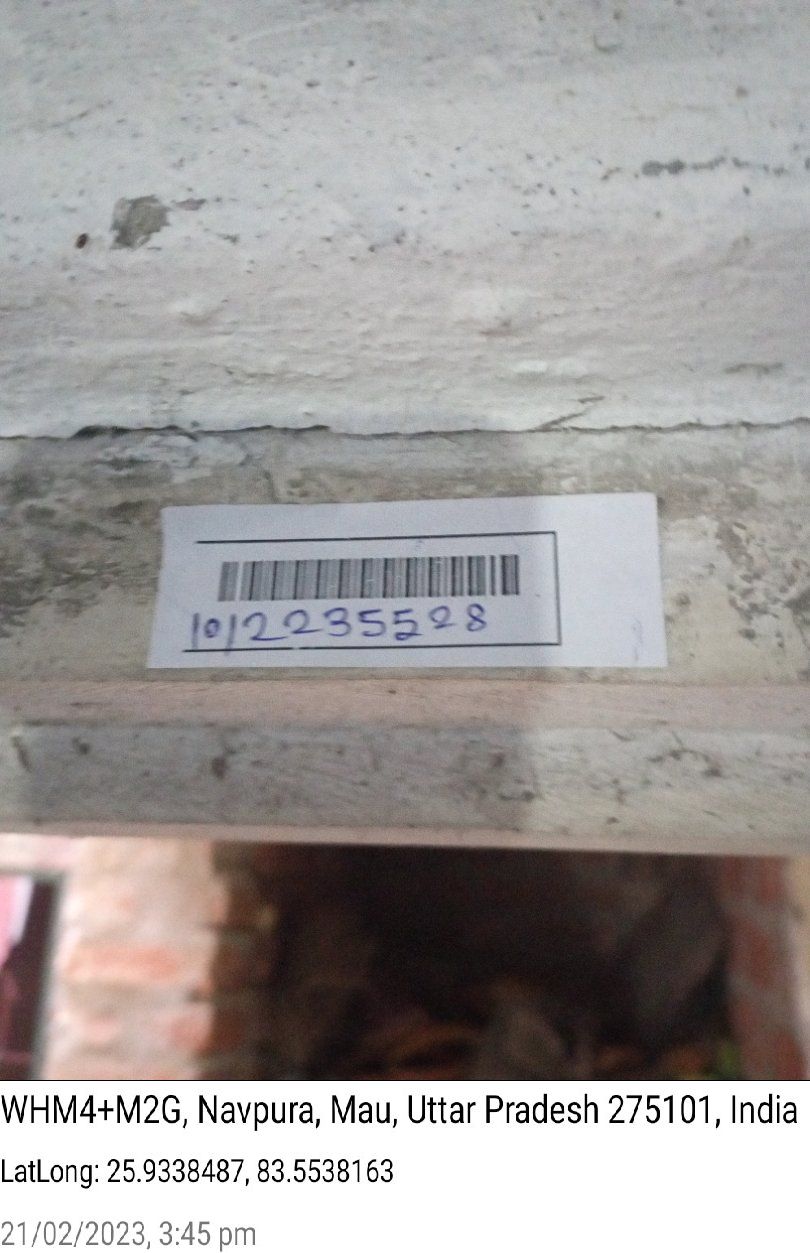 1012235528
WHM4+M2G, Navpura, Mau, Uttar Pradesh 275101, India
LatLong: 25.9338487, 83.5538163
21/02/2023, 3:45 pm